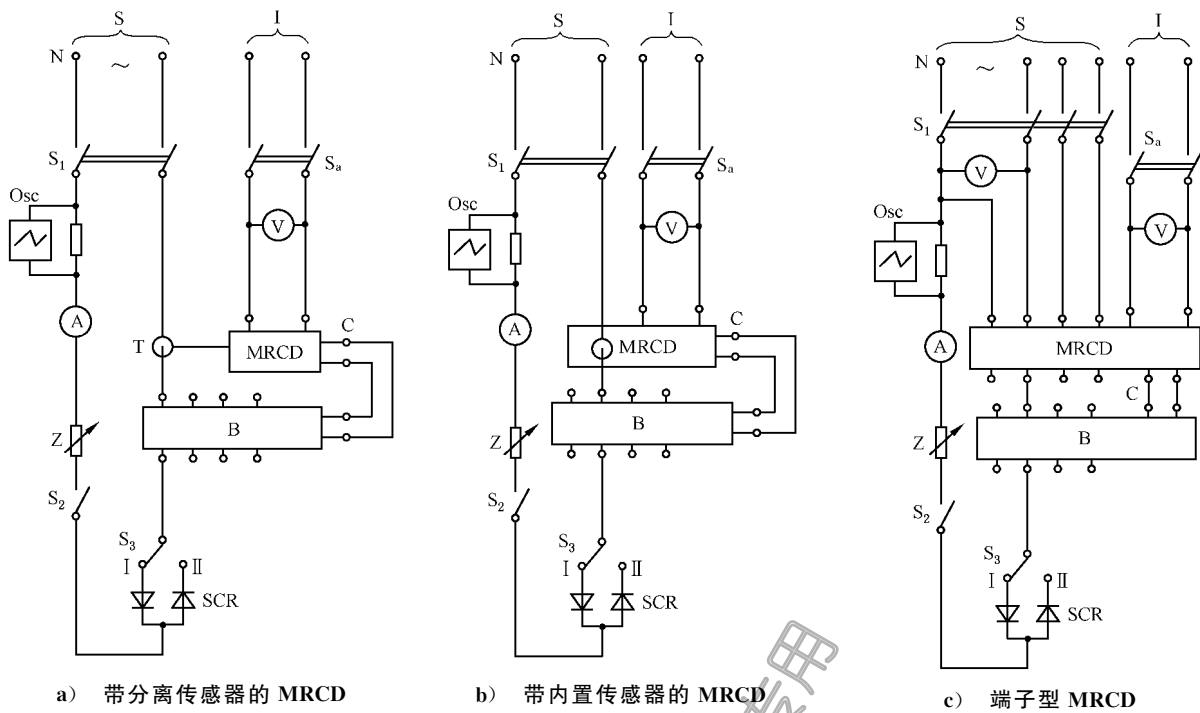 S
I
N
~
S₁
Sₐ
Osc
V
A
T
MRCD
C
B
Z
S₂
S₃
I
II
SCR
a) 带分离传感器的 MRCD
S
I
N
S₁
Sₐ
Osc
V
A
MRCD
C
B
Z
S₂
S₃
I
II
SCR
b) 带内置传感器的 MRCD
S
I
N
~
S₁
Sₐ
V
Osc
V
A
MRCD
C
B
Z
S₂
S₃
I
II
SCR
c) 端子型 MRCD
专用